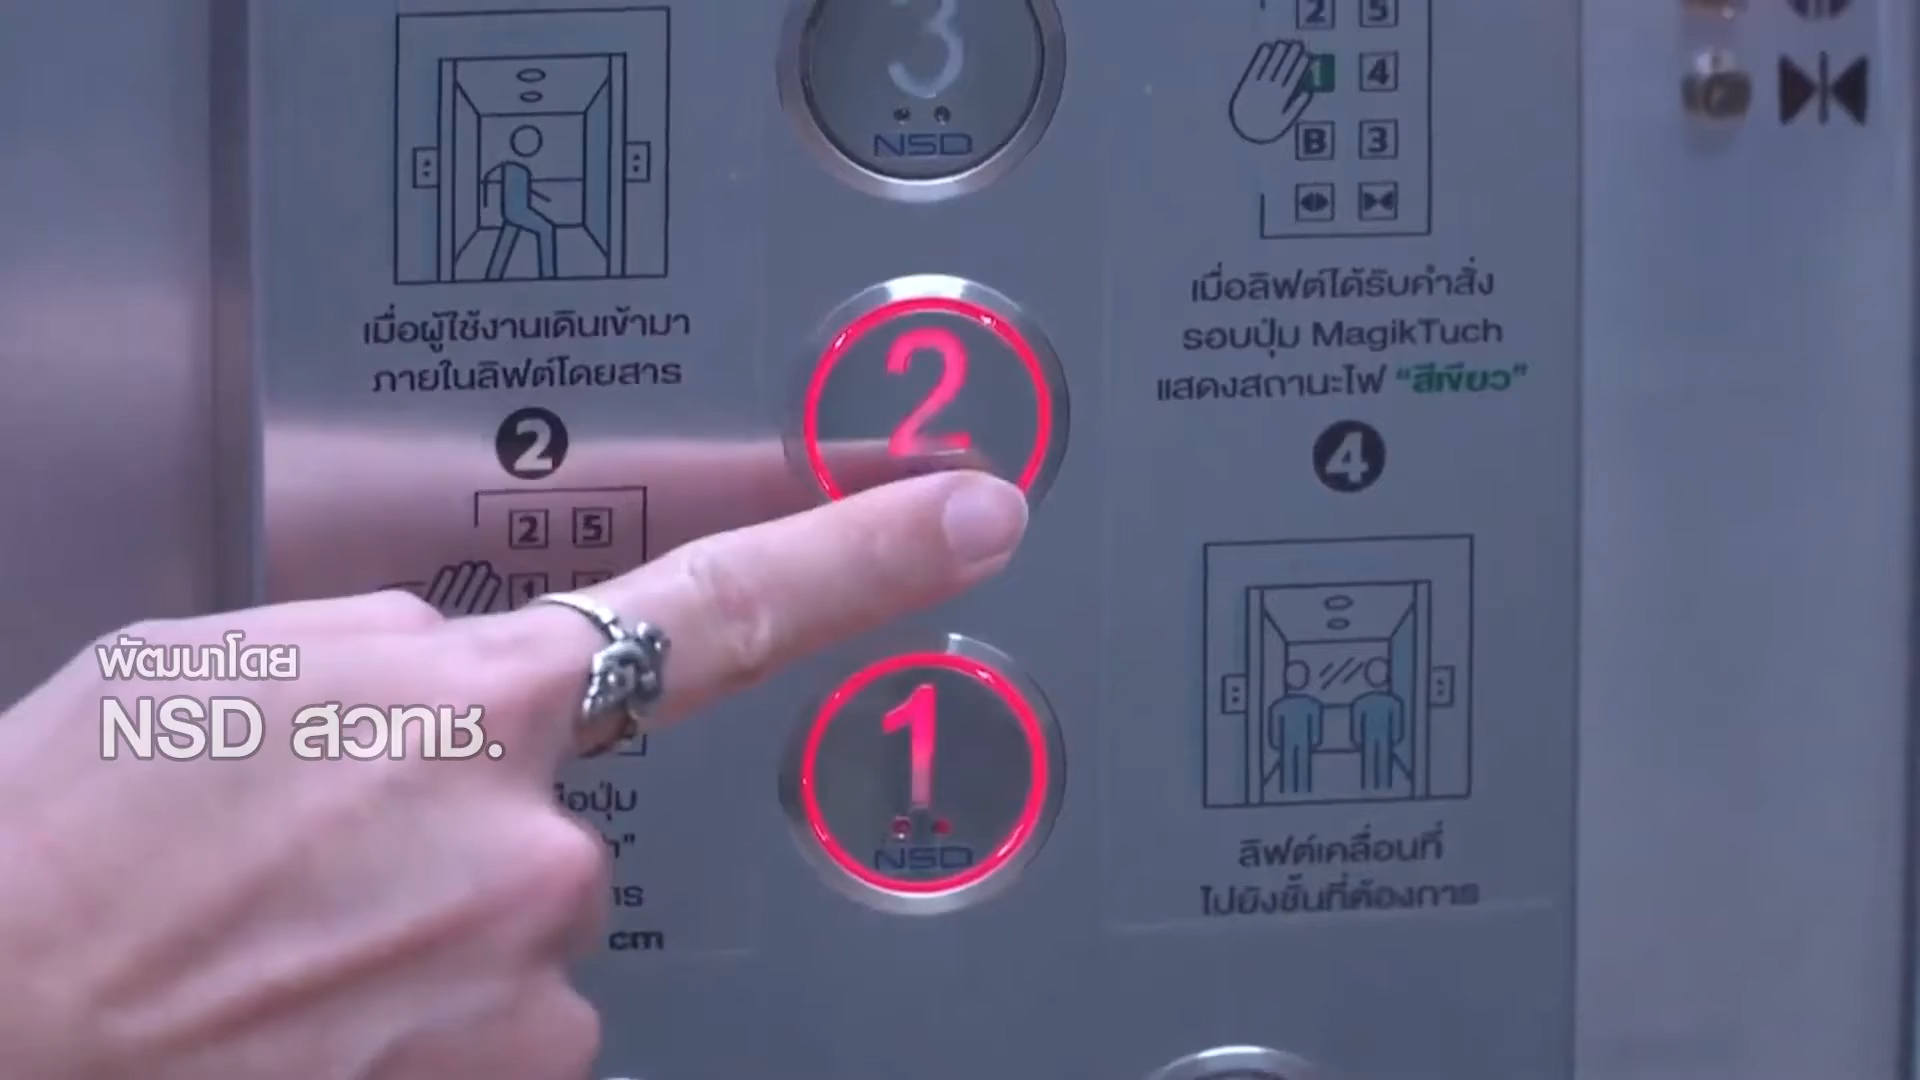 เมื่อผู้ใช้งานเดินเข้ามา
ภายในลิฟต์โดยสาร
2
2 5
พัฒนาโดย
NSD สวทช.
ปุ่ม
cm
3
NSD
2
1
NSD
2 5
1 4
B 3
เมื่อลิฟต์ได้รับคำสั่ง
รอบปุ่ม MagikTuch
แสดงสถานะไฟ “สีเขียว”
4
ลิฟต์เคลื่อนที่
ไปยังชั้นที่ต้องการ